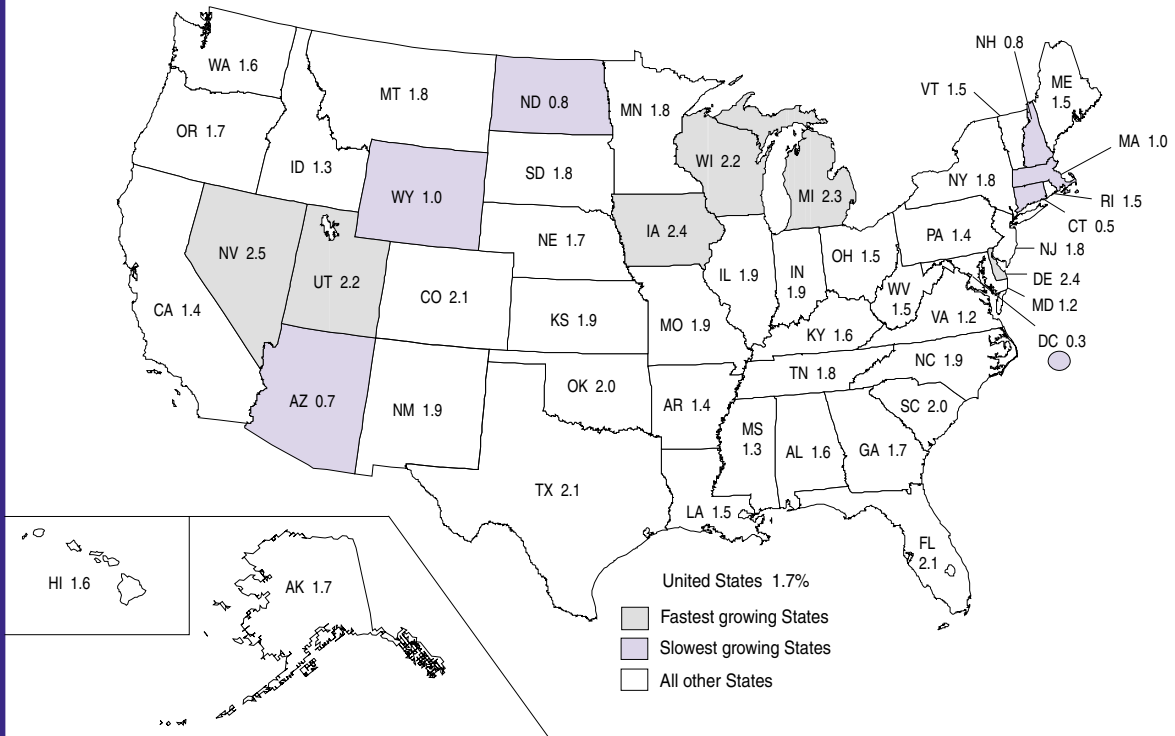 NH 0.8
WA 1.6
VT 1.5
ME
1.5
MT 1.8
ND 0.8
MN 1.8
OR 1.7
MA 1.0
WI 2.2
ID 1.3
SD 1.8
NY 1.8
MI 2.3
WY 1.0
RI 1.5
CT 0.5
IA 2.4
PA 1.4
NE 1.7
NJ 1.8
NV 2.5
OH 1.5
IL 1.9
IN
1.9
DE 2.4
UT 2.2
CO 2.1
WV
1.5
MD 1.2
CA 1.4
KS 1.9
MO 1.9
VA 1.2
KY 1.6
DC 0.3
NC 1.9
TN 1.8
OK 2.0
AZ 0.7
NM 1.9
AR 1.4
SC 2.0
MS
1.3
AL 1.6
GA 1.7
TX 2.1
LA 1.5
FL
2.1
HI 1.6
AK 1.7
United States 1.7%
Fastest growing States
Slowest growing States
All other States